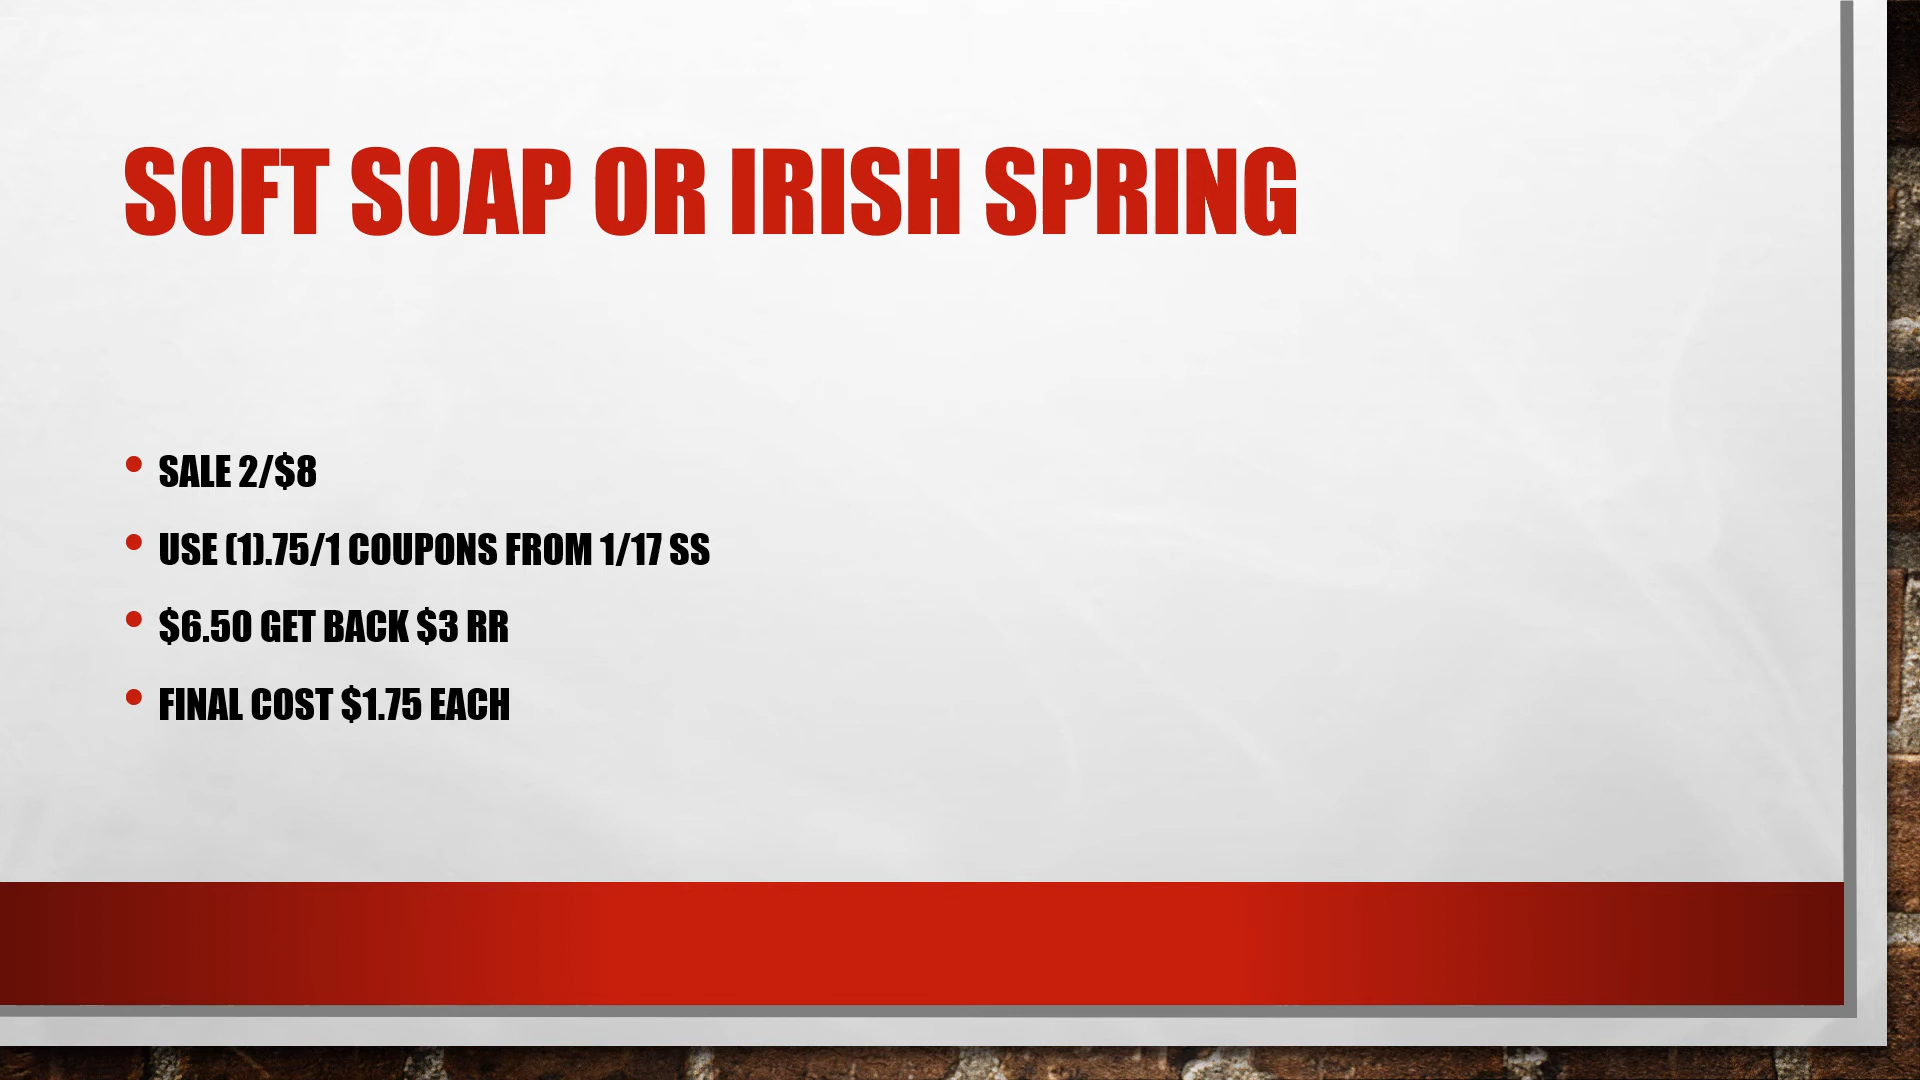 SOFT SOAP OR IRISH SPRING
• SALE 2/$8
• USE (1).75/1 COUPONS FROM 1/17 SS
• $6.50 GET BACK $3 RR
• FINAL COST $1.75 EACH